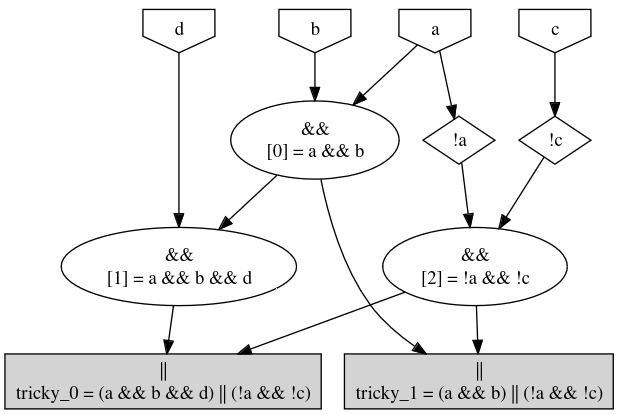 d
b
a
c
&&
[0] = a && b
!a
!c
&&
[1] = a && b && d
&&
[2] = !a && !c
||
tricky_0 = (a && b && d) || (!a && !c)
||
tricky_1 = (a && b) || (!a && !c)